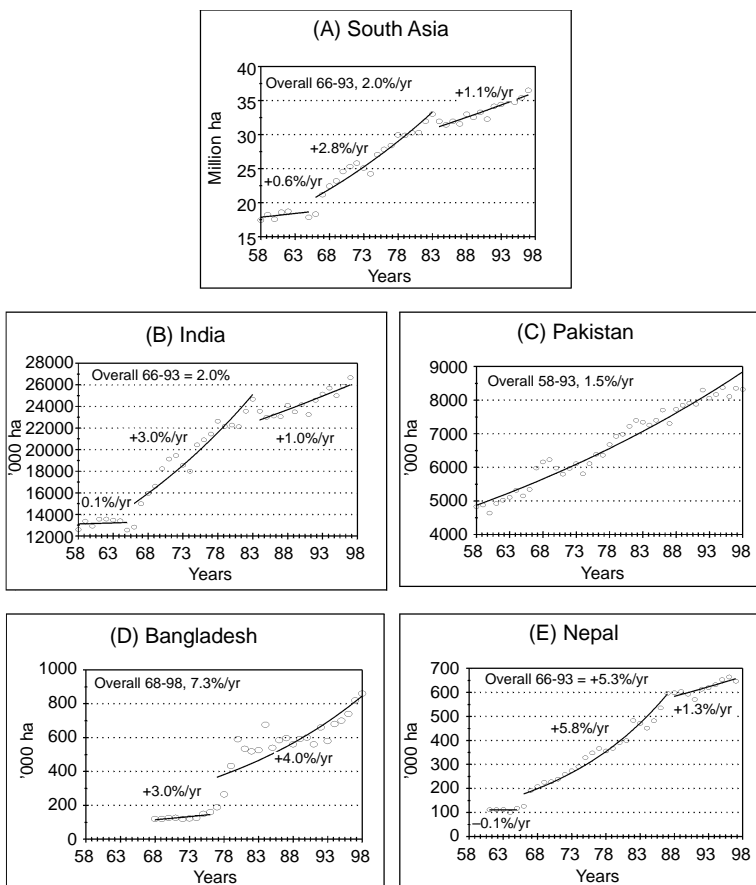 (A) South Asia
Overall 66-93, 2.0%/yr
+1.1%/yr
+2.8%/yr
+0.6%/yr
Million ha
40
35
30
25
20
15
58 63 68 73 78 83 88 93 98
Years
(B) India
Overall 66-93 = 2.0%
+3.0%/yr
+1.0%/yr
0.1%/yr
'000 ha
28000
26000
24000
22000
20000
18000
16000
14000
12000
58 63 68 73 78 83 88 93 98
Years
(C) Pakistan
Overall 58-93, 1.5%/yr
'000 ha
9000
8000
7000
6000
5000
4000
58 63 68 73 78 83 88 93 98
Years
(D) Bangladesh
Overall 68-98, 7.3%/yr
+4.0%/yr
+3.0%/yr
'000 ha
1000
800
600
400
200
0
58 63 68 73 78 83 88 93 98
Years
(E) Nepal
Overall 66-93 = +5.3%/yr
+1.3%/yr
+5.8%/yr
–0.1%/yr
'000 ha
700
600
500
400
300
200
100
0
58 63 68 73 78 83 88 93 98
Years